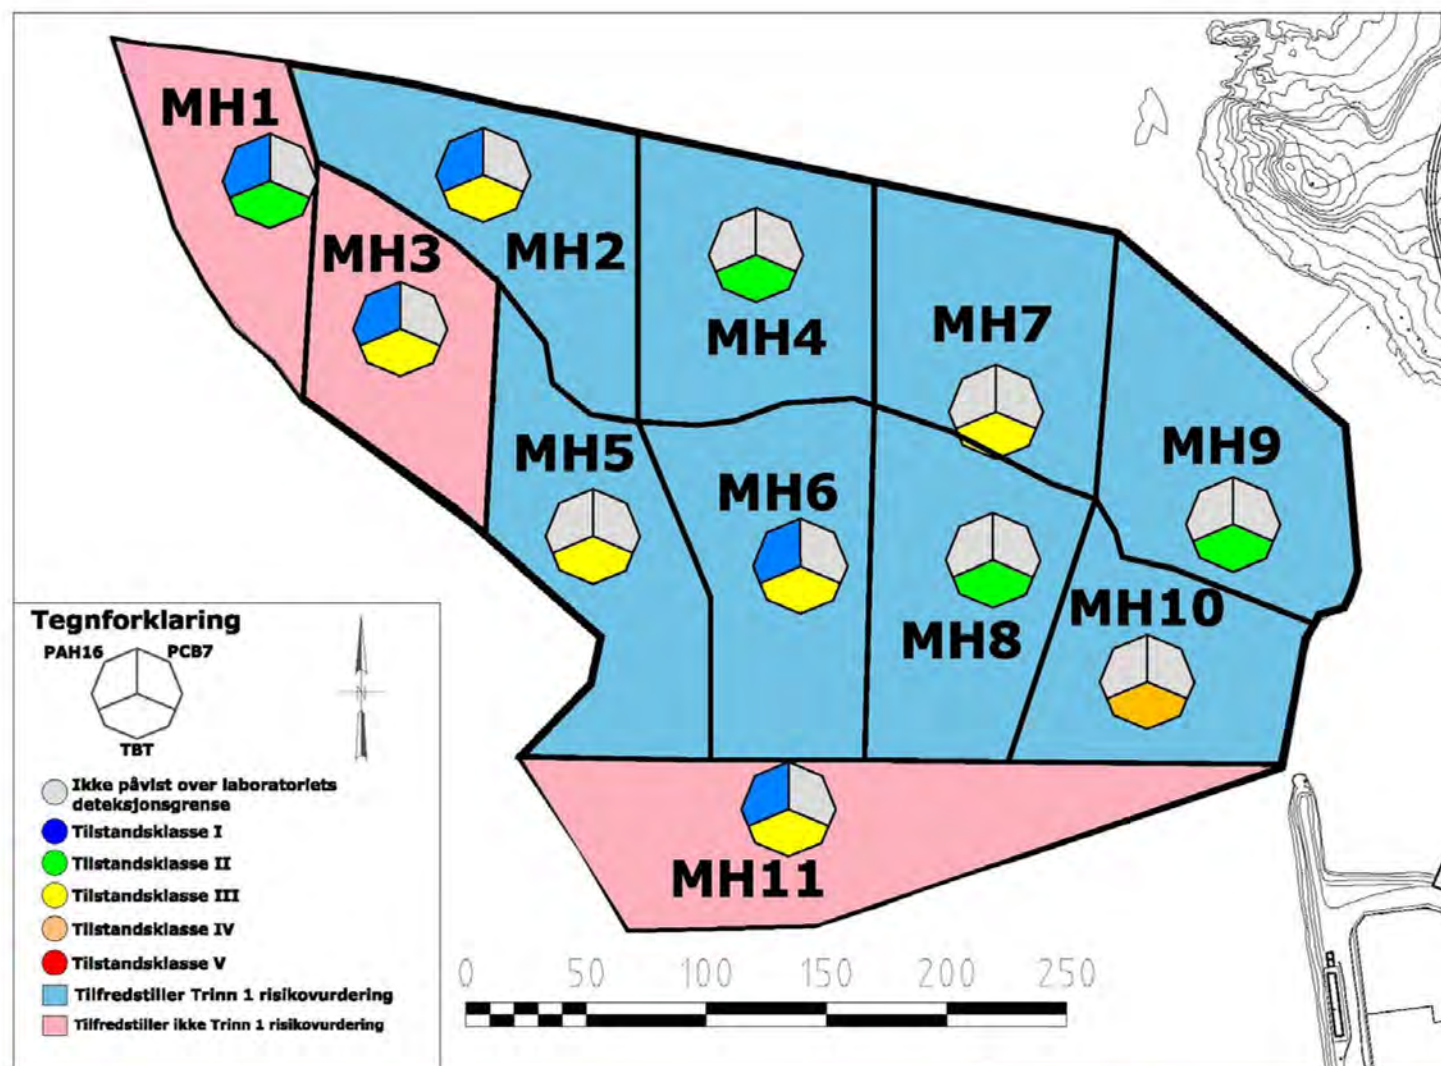 MH1
MH2
MH3
MH4
MH7
MH5
MH6
MH9
MH8
MH10
MH11
Tegnforklaring
PAH16 PCB7
TBT
N
Ikke påvist over laboratoriets
deteksjonsgrense
Tilstandsklasse I
Tilstandsklasse II
Tilstandsklasse III
Tilstandsklasse IV
Tilstandsklasse V
Tilfredstiller Trinn 1 risikovurdering
Tilfredstiller ikke Trinn 1 risikovurdering
0 50 100 150 200 250